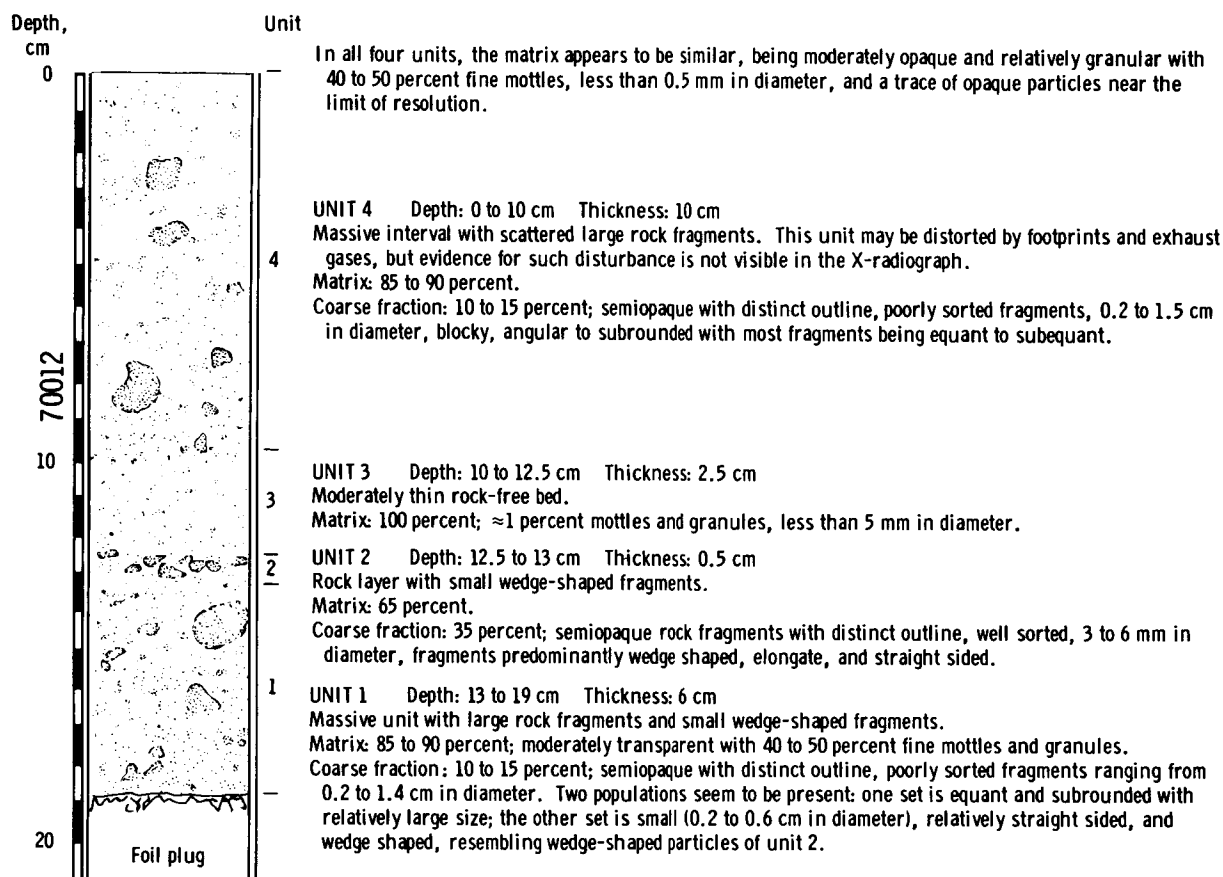 Depth,
cm
Unit
0
10
20
70012
4
3
2
1
Foil plug
In all four units, the matrix appears to be similar, being moderately opaque and relatively granular with
40 to 50 percent fine mottles, less than 0.5 mm in diameter, and a trace of opaque particles near the
limit of resolution.
UNIT 4 Depth: 0 to 10 cm Thickness: 10 cm
Massive interval with scattered large rock fragments. This unit may be distorted by footprints and exhaust
gases, but evidence for such disturbance is not visible in the X-radiograph.
Matrix: 85 to 90 percent.
Coarse fraction: 10 to 15 percent; semiopaque with distinct outline, poorly sorted fragments, 0.2 to 1.5 cm
in diameter, blocky, angular to subrounded with most fragments being equant to subequant.
UNIT 3 Depth: 10 to 12.5 cm Thickness: 2.5 cm
Moderately thin rock-free bed.
Matrix: 100 percent; ≈1 percent mottles and granules, less than 5 mm in diameter.
UNIT 2 Depth: 12.5 to 13 cm Thickness: 0.5 cm
Rock layer with small wedge-shaped fragments.
Matrix: 65 percent.
Coarse fraction: 35 percent; semiopaque rock fragments with distinct outline, well sorted, 3 to 6 mm in
diameter, fragments predominantly wedge shaped, elongate, and straight sided.
UNIT 1 Depth: 13 to 19 cm Thickness: 6 cm
Massive unit with large rock fragments and small wedge-shaped fragments.
Matrix: 85 to 90 percent; moderately transparent with 40 to 50 percent fine mottles and granules.
Coarse fraction: 10 to 15 percent; semiopaque with distinct outline, poorly sorted fragments ranging from
0.2 to 1.4 cm in diameter. Two populations seem to be present: one set is equant and subrounded with
relatively large size; the other set is small (0.2 to 0.6 cm in diameter), relatively straight sided, and
wedge shaped, resembling wedge-shaped particles of unit 2.